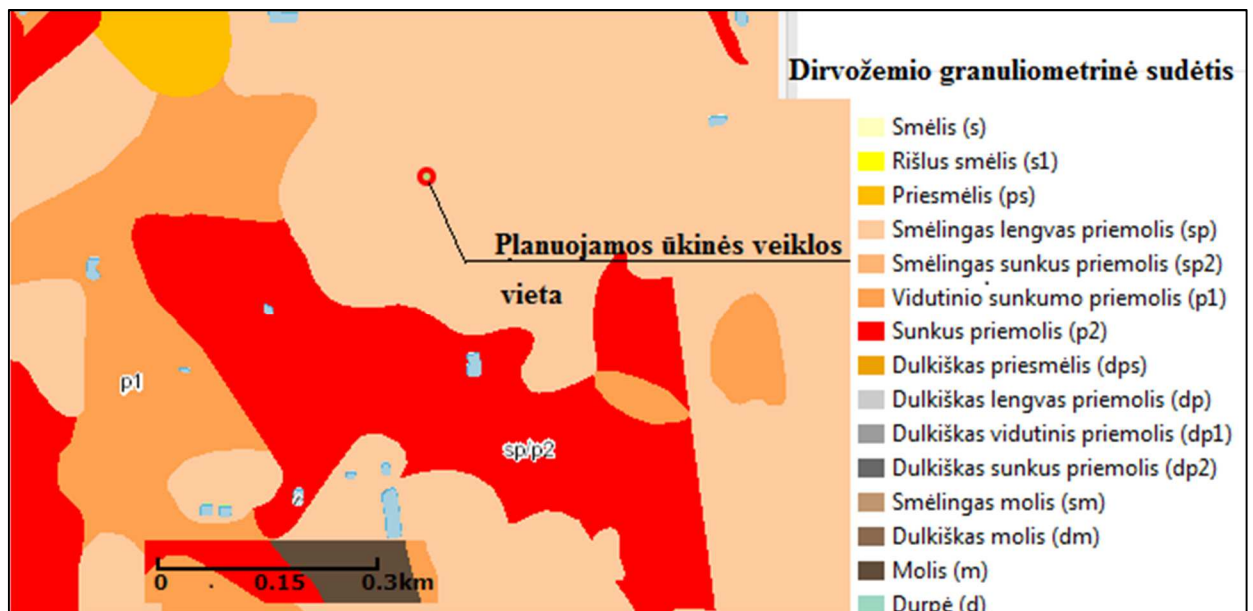 Dirvožemio granuliometrinė sudėtis
Smėlis (s)
Rišlus smėlis (s1)
Priesmėlis (ps)
Smėlingas lengvas priemolis (sp)
Smėlingas sunkus priemolis (sp2)
Vidutinio sunkumo priemolis (p1)
Sunkus priemolis (p2)
Dulkiškas priesmėlis (dps)
Dulkiškas lengvas priemolis (dp)
Dulkiškas vidutinis priemolis (dp1)
Dulkiškas sunkus priemolis (dp2)
Smėlingas molis (sm)
Dulkiškas molis (dm)
Molis (m)
Durpė (d)
Planuojamos ūkinės veiklos
vieta
p1
sp/p2
0 0.15 0.3km